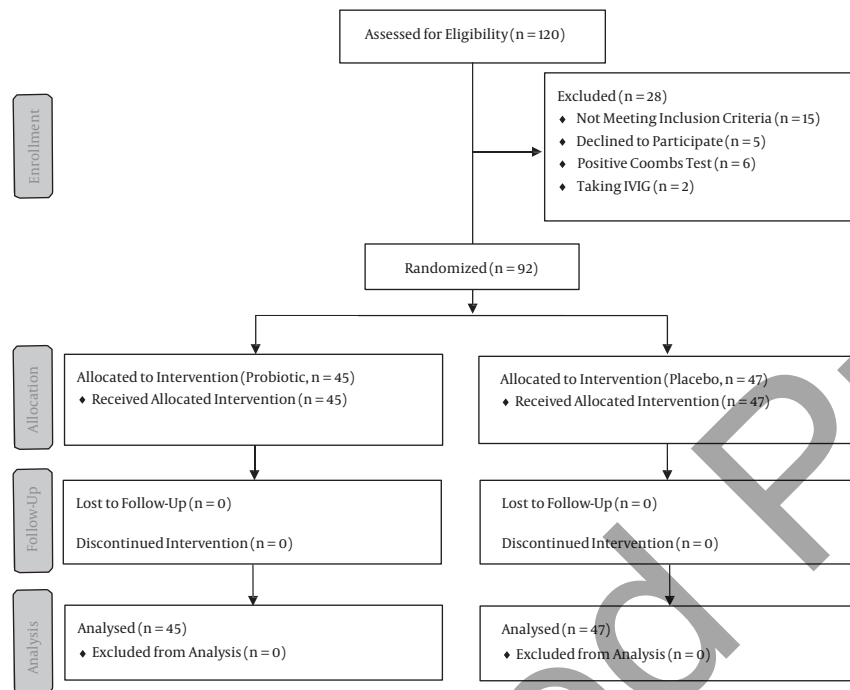 Assessed for Eligibility (n = 120)
Enrollment
Excluded (n = 28)
♦ Not Meeting Inclusion Criteria (n = 15)
♦ Declined to Participate (n = 5)
♦ Positive Coombs Test (n = 6)
♦ Taking IVIG (n = 2)
Randomized (n = 92)
Allocation
Allocated to Intervention (Probiotic, n = 45)
♦ Received Allocated Intervention (n = 45)
Allocated to Intervention (Placebo, n = 47)
♦ Received Allocated Intervention (n = 47)
Follow-Up
Lost to Follow-Up (n = 0)
Discontinued Intervention (n = 0)
Lost to Follow-Up (n = 0)
Discontinued Intervention (n = 0)
Analysis
Analysed (n = 45)
♦ Excluded from Analysis (n = 0)
Analysed (n = 47)
♦ Excluded from Analysis (n = 0)